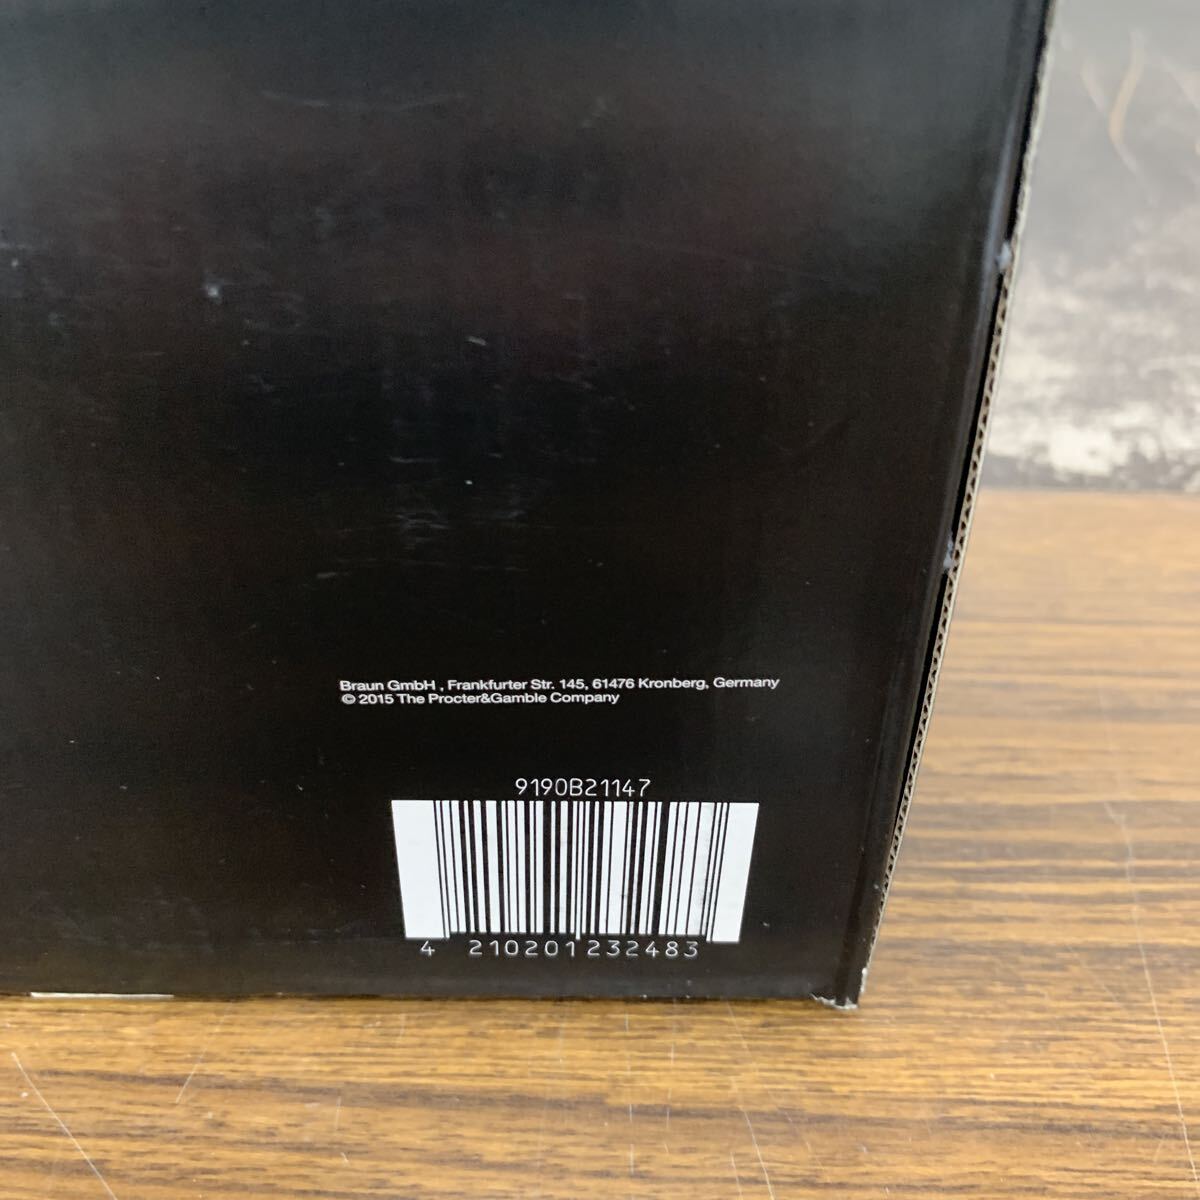 Braun GmbH , Frankfurter Str. 145, 61476 Kronberg, Germany
© 2015 The Procter&Gamble Company
9190B21147
4 210201 232483